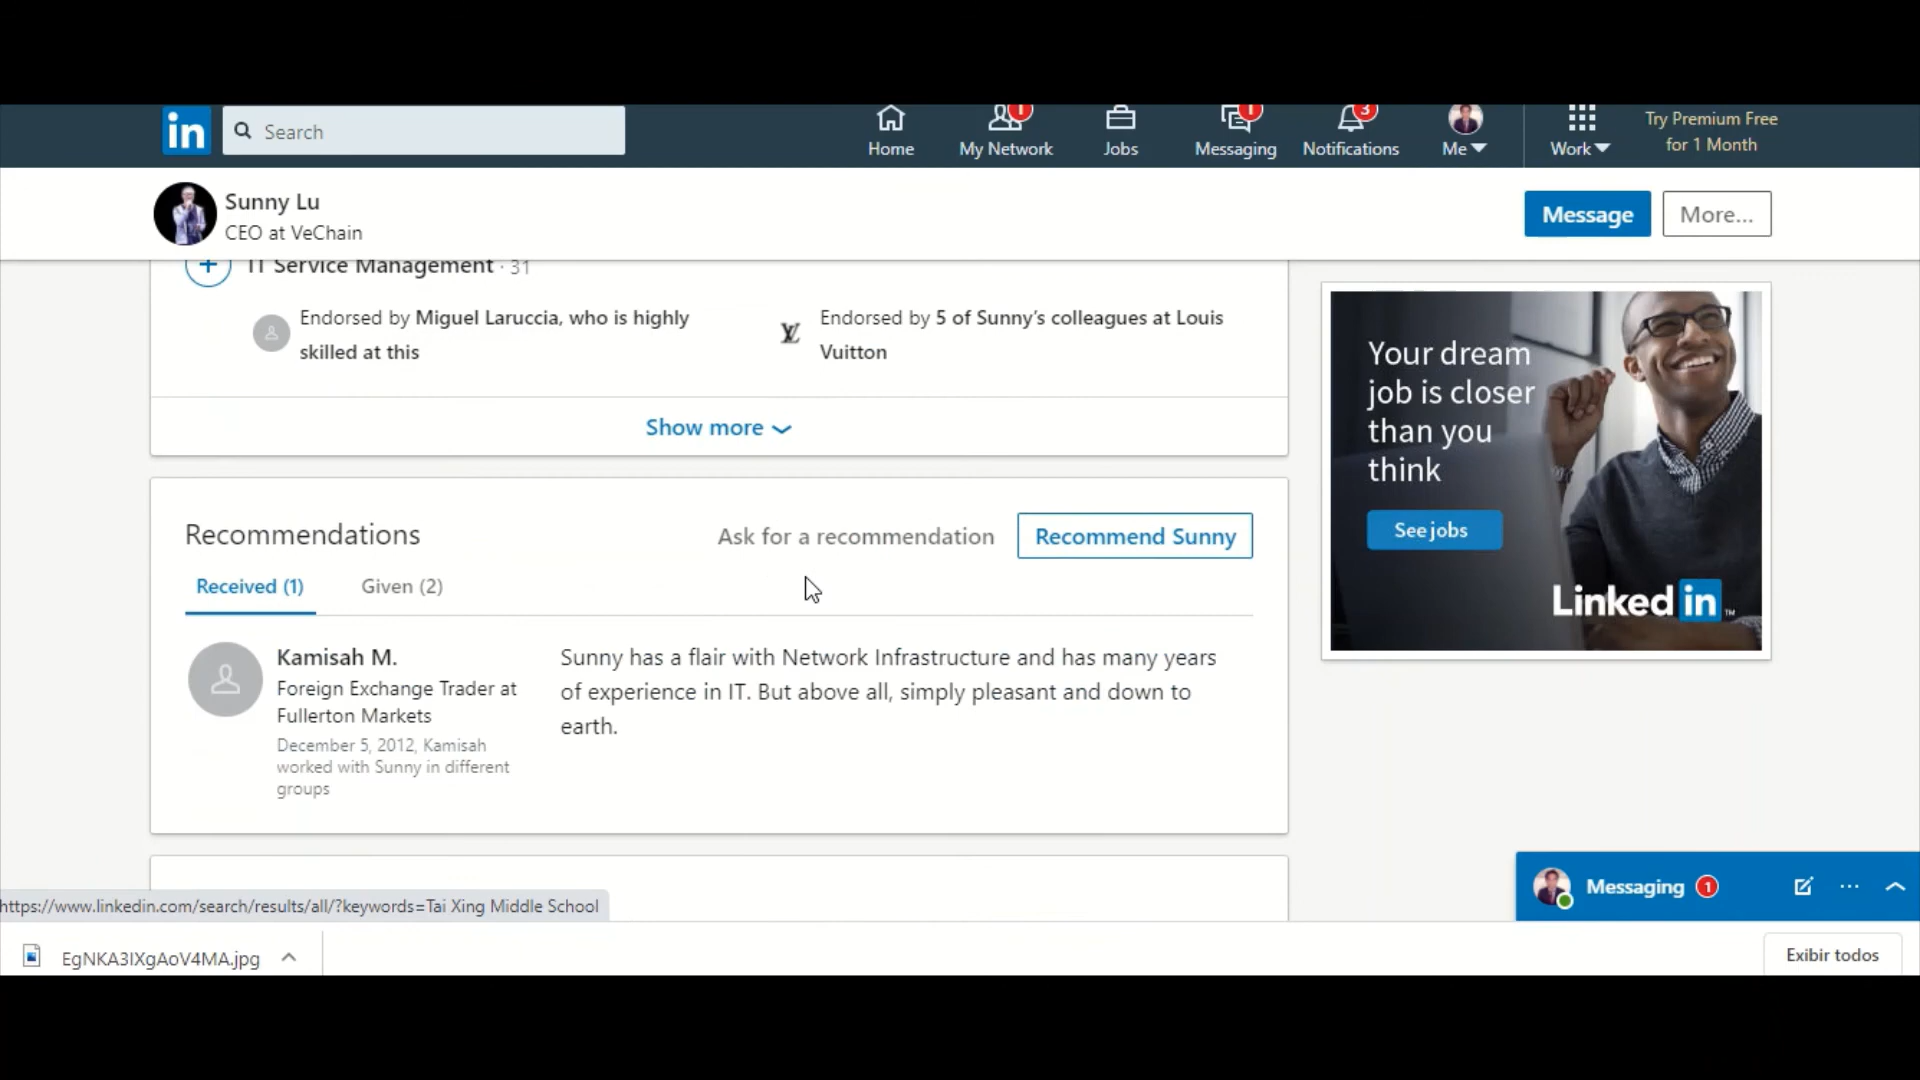 in
Search
1
1
3
Home
My Network
Jobs
Messaging
Notifications
Me
Work
Try Premium Free
for 1 Month
Sunny Lu
CEO at VeChain
Message
More...
IT Service Management · 31
Endorsed by Miguel Laruccia, who is highly
skilled at this
LV
Endorsed by 5 of Sunny's colleagues at Louis
Vuitton
Show more
Your dream
job is closer
than you
think
See jobs
Linked in ™
Recommendations
Ask for a recommendation
Recommend Sunny
Received (1)
Given (2)
Kamisah M.
Foreign Exchange Trader at
Fullerton Markets
December 5, 2012, Kamisah
worked with Sunny in different
groups
Sunny has a flair with Network Infrastructure and has many years
of experience in IT. But above all, simply pleasant and down to
earth.
Messaging 1
https://www.linkedin.com/search/results/all/?keywords=Tai Xing Middle School
EgNKA3IXgAoV4MA.jpg
Exibir todos